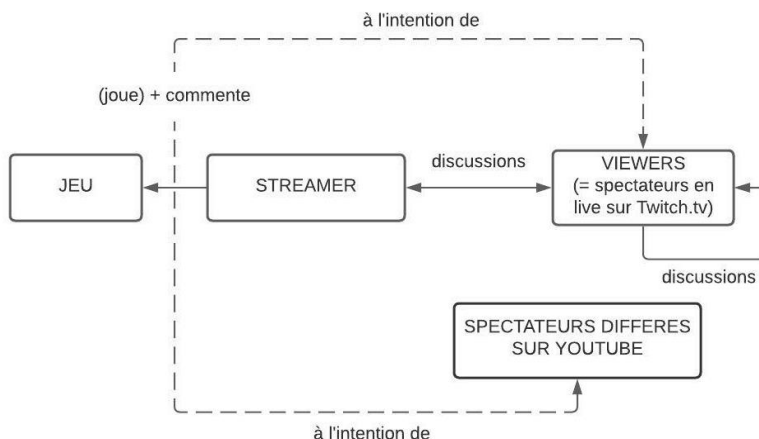 à l'intention de
(joue) + commente
JEU
STREAMER
discussions
VIEWERS
(= spectateurs en
live sur Twitch.tv)
discussions
SPECTATEURS DIFFERES
SUR YOUTUBE
à l'intention de